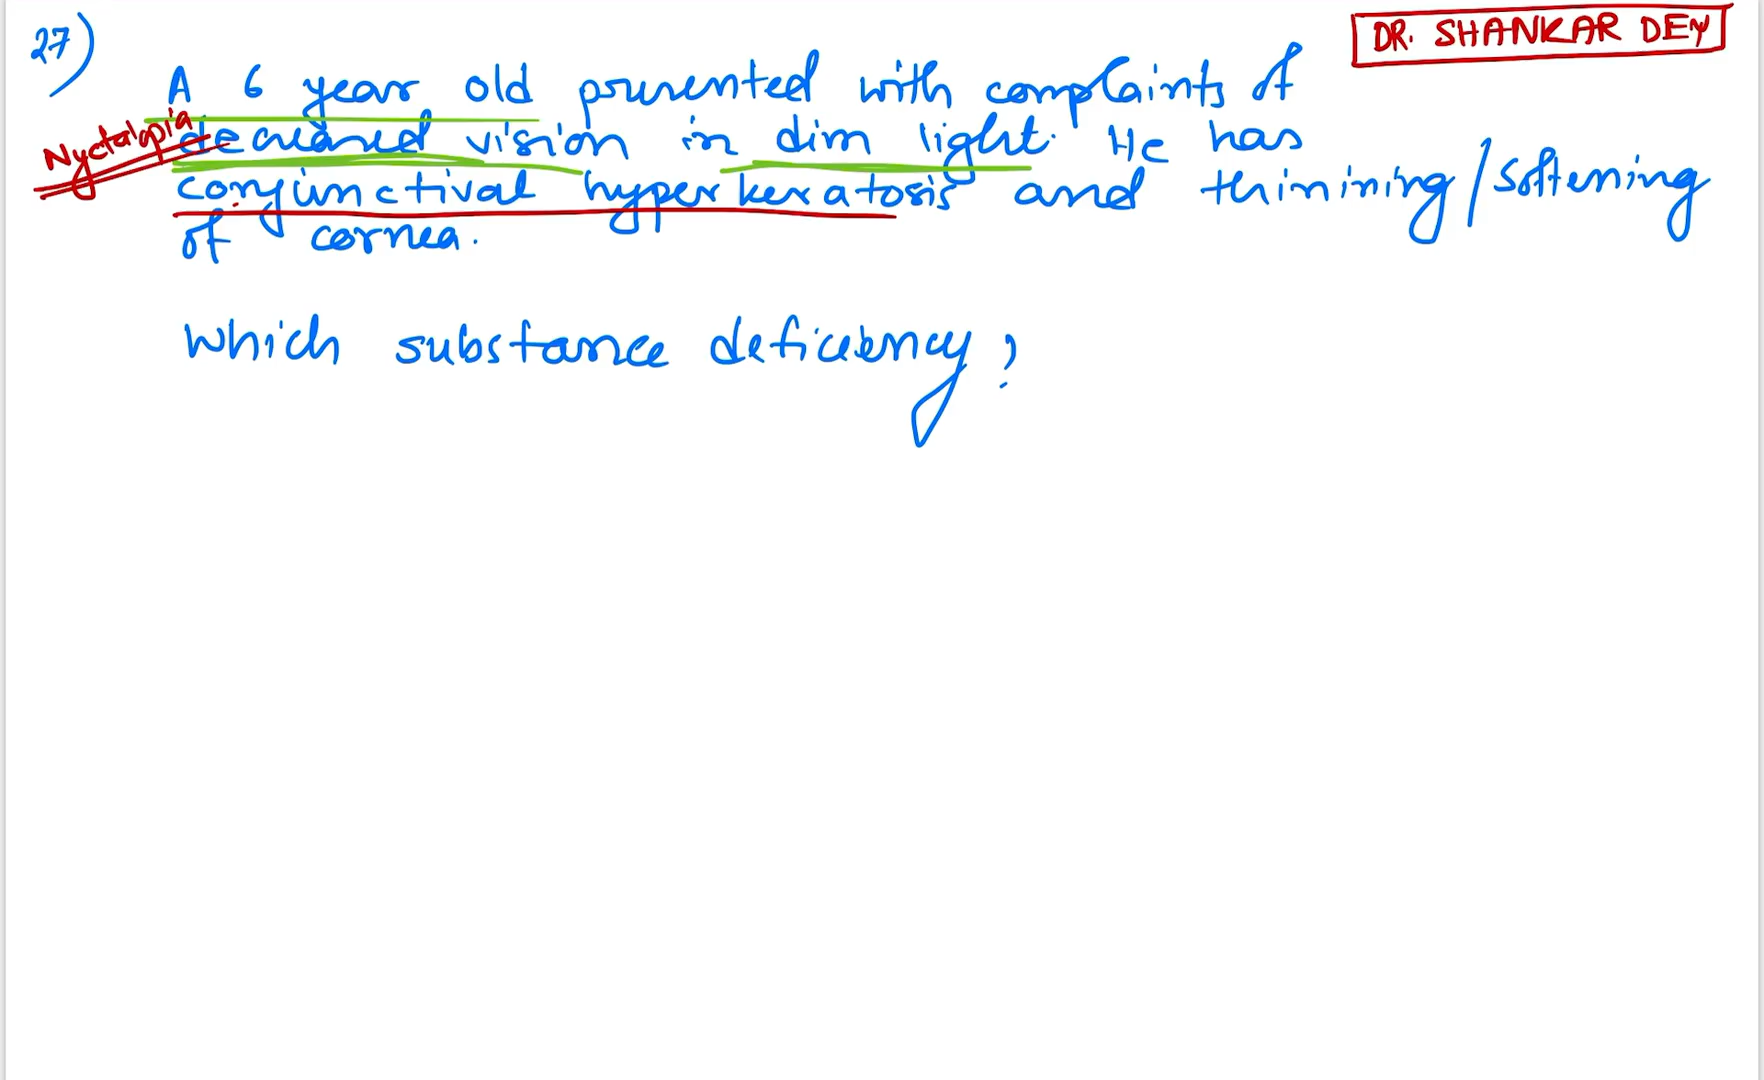 27)
DR. SHANKAR DEY
A 6 year old presented with complaints of
Nyctalopia
decreased vision in dim light. He has
conjunctival hyperkeratosis and thinining/softening
of cornea.
Which substance deficiency?